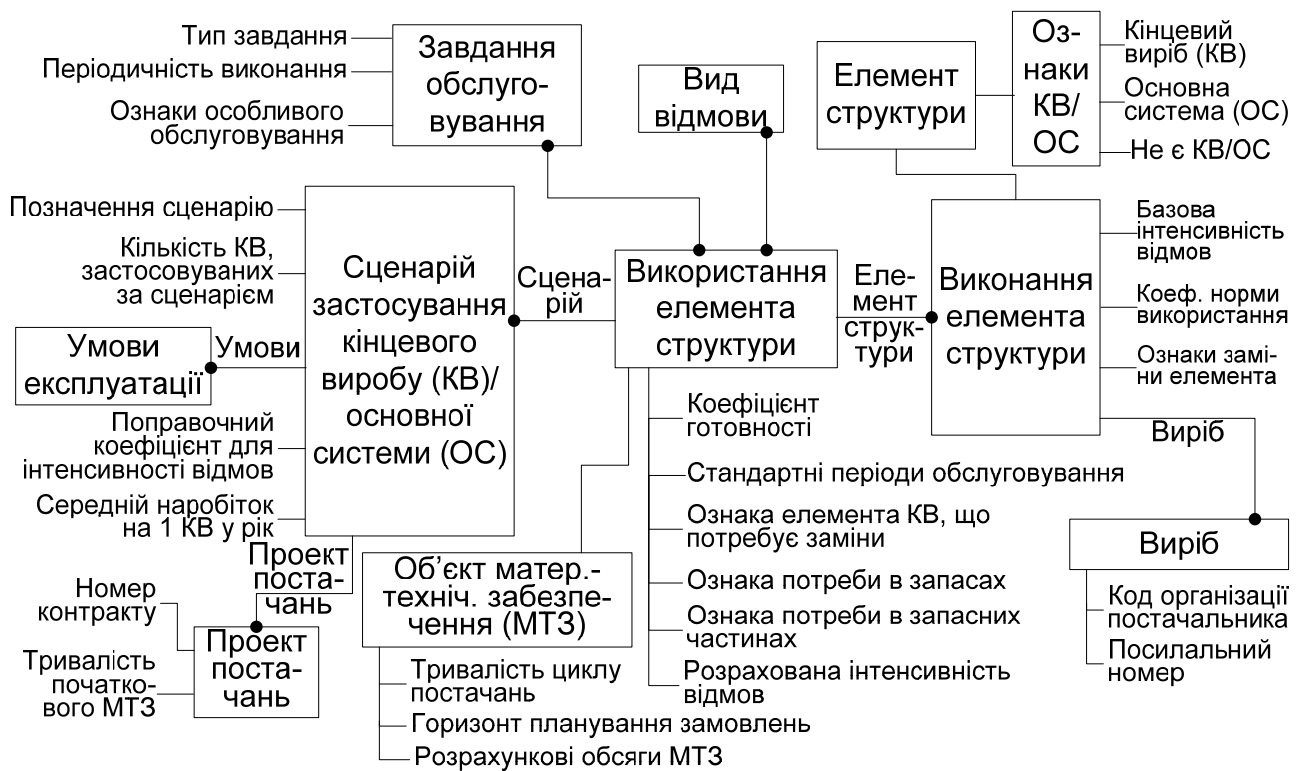 Тип завдання
Періодичність виконання
Ознаки особливого
обслуговування
Завдання
обслуго-
вування
Вид
відмови
Елемент
структури
Оз-
наки
КВ/
ОС
Кінцевий
виріб (КВ)
Основна
система (ОС)
Не є КВ/ОС
Позначення сценарію
Кількість КВ,
застосовуваних
за сценарієм
Умови
експлуатації
Умови
Поправочний
коефіцієнт для
інтенсивності відмов
Середній наробіток
на 1 КВ у рік
Сценарій
застосування
кінцевого
виробу (КВ)/
основної
системи (ОС)
Сцена-
рій
Використання
елемента
структури
Еле-
мент
струк-
тури
Виконання
елемента
структури
Базова
інтенсивність
відмов
Коеф. норми
використання
Ознаки замі-
ни елемента
Виріб
Виріб
Код організації
постачальника
Посилальний
номер
Коефіцієнт
готовності
Стандартні періоди обслуговування
Ознака елемента КВ, що
потребує заміни
Ознака потреби в запасах
Ознака потреби в запасних
частинах
Розрахована інтенсивність
відмов
Проект
поста-
чань
Номер
контракту
Тривалість
початко-
вого МТЗ
Проект
поста-
чань
Об’єкт матер.-
техніч. забезпе-
чення (МТЗ)
Тривалість циклу
постачань
Горизонт планування замовлень
Розрахункові обсяги МТЗ